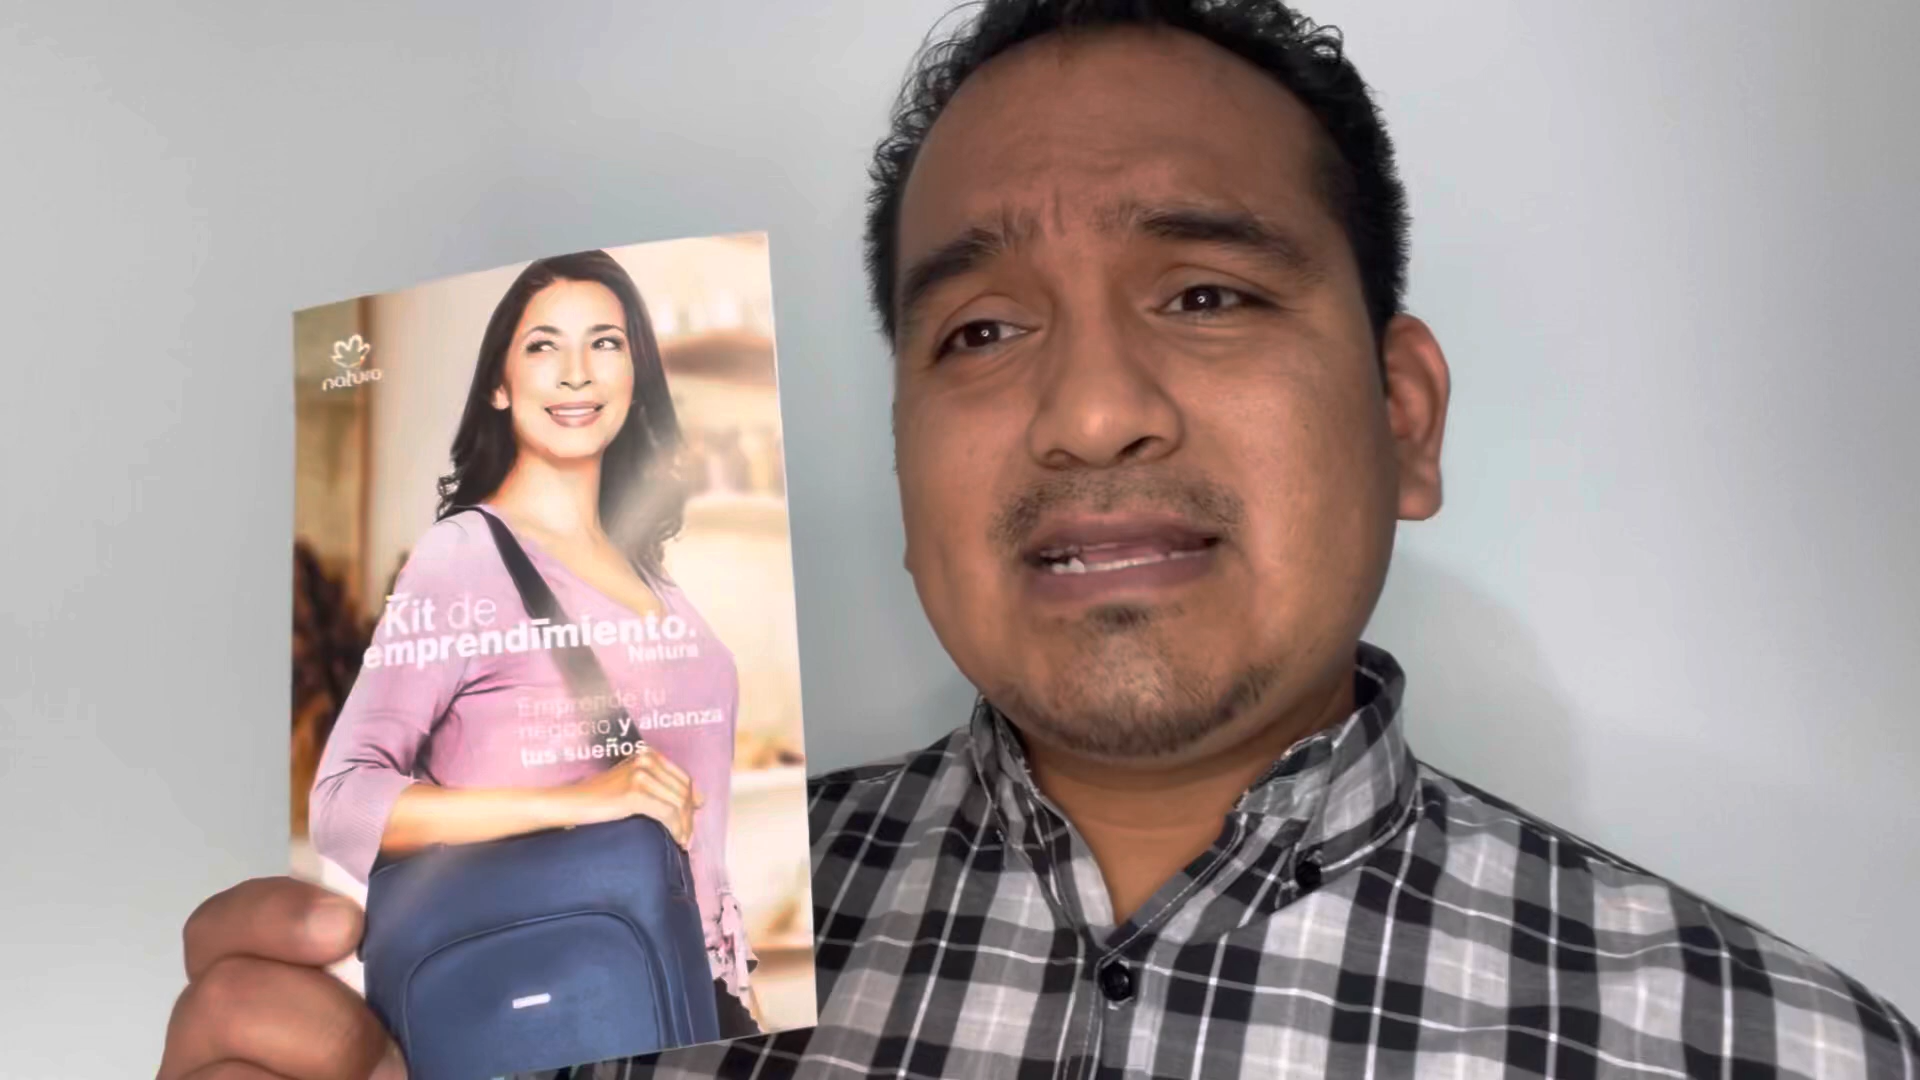 natura
Kit de
emprendimiento.
Natura
Emprende tu
negocio y alcanza
tus sueños